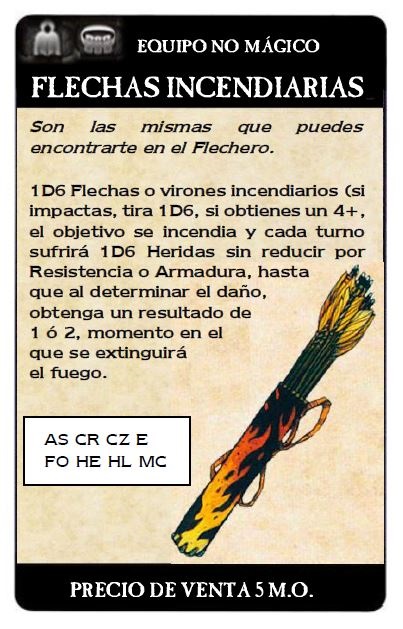 EQUIPO NO MÁGICO
FLECHAS INCENDIARIAS
Son las mismas que puedes
encontrarte en el Flechero.
1D6 Flechas o virones incendiarios (si
impactas, tira 1D6, si obtienes un 4+,
el objetivo se incendia y cada turno
sufrirá 1D6 Heridas sin reducir por
Resistencia o Armadura, hasta
que al determinar el daño,
obtenga un resultado de
1 ó 2, momento en el
que se extinguirá
el fuego.
AS CR CZ E
FO HE HL MC
PRECIO DE VENTA 5 M.O.